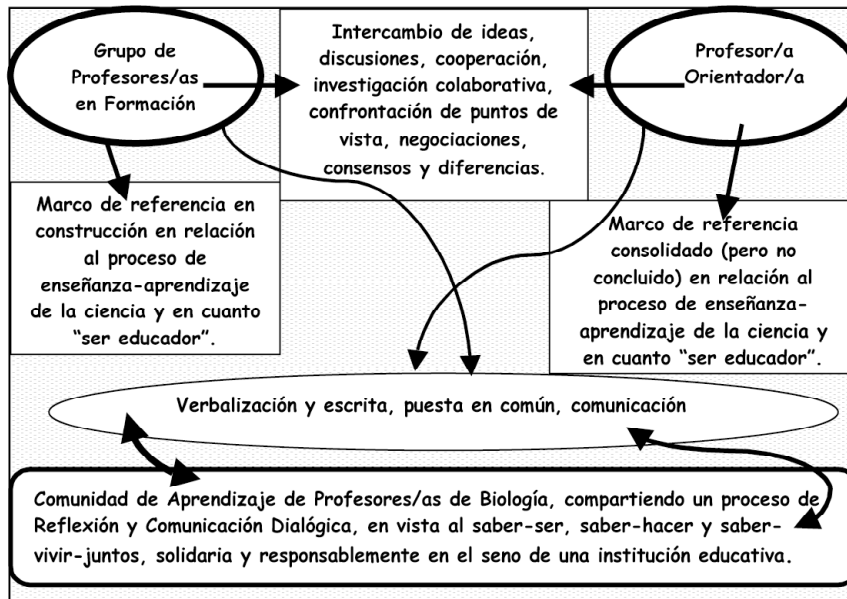 Grupo de
Profesores/as
en Formación
Intercambio de ideas,
discusiones, cooperación,
investigación colaborativa,
confrontación de puntos de
vista, negociaciones,
consensos y diferencias.
Profesor/a
Orientador/a
Marco de referencia en
construcción en relación
al proceso de
enseñanza-aprendizaje
de la ciencia y en cuanto
“ser educador”.
Marco de referencia
consolidado (pero no
concluido) en relación al
proceso de enseñanza-
aprendizaje de la ciencia y
en cuanto “ser educador”.
Verbalización y escrita, puesta en común, comunicación
Comunidad de Aprendizaje de Profesores/as de Biología, compartiendo un proceso de
Reflexión y Comunicación Dialógica, en vista al saber-ser, saber-hacer y saber-
vivir-juntos, solidaria y responsablemente en el seno de una institución educativa.